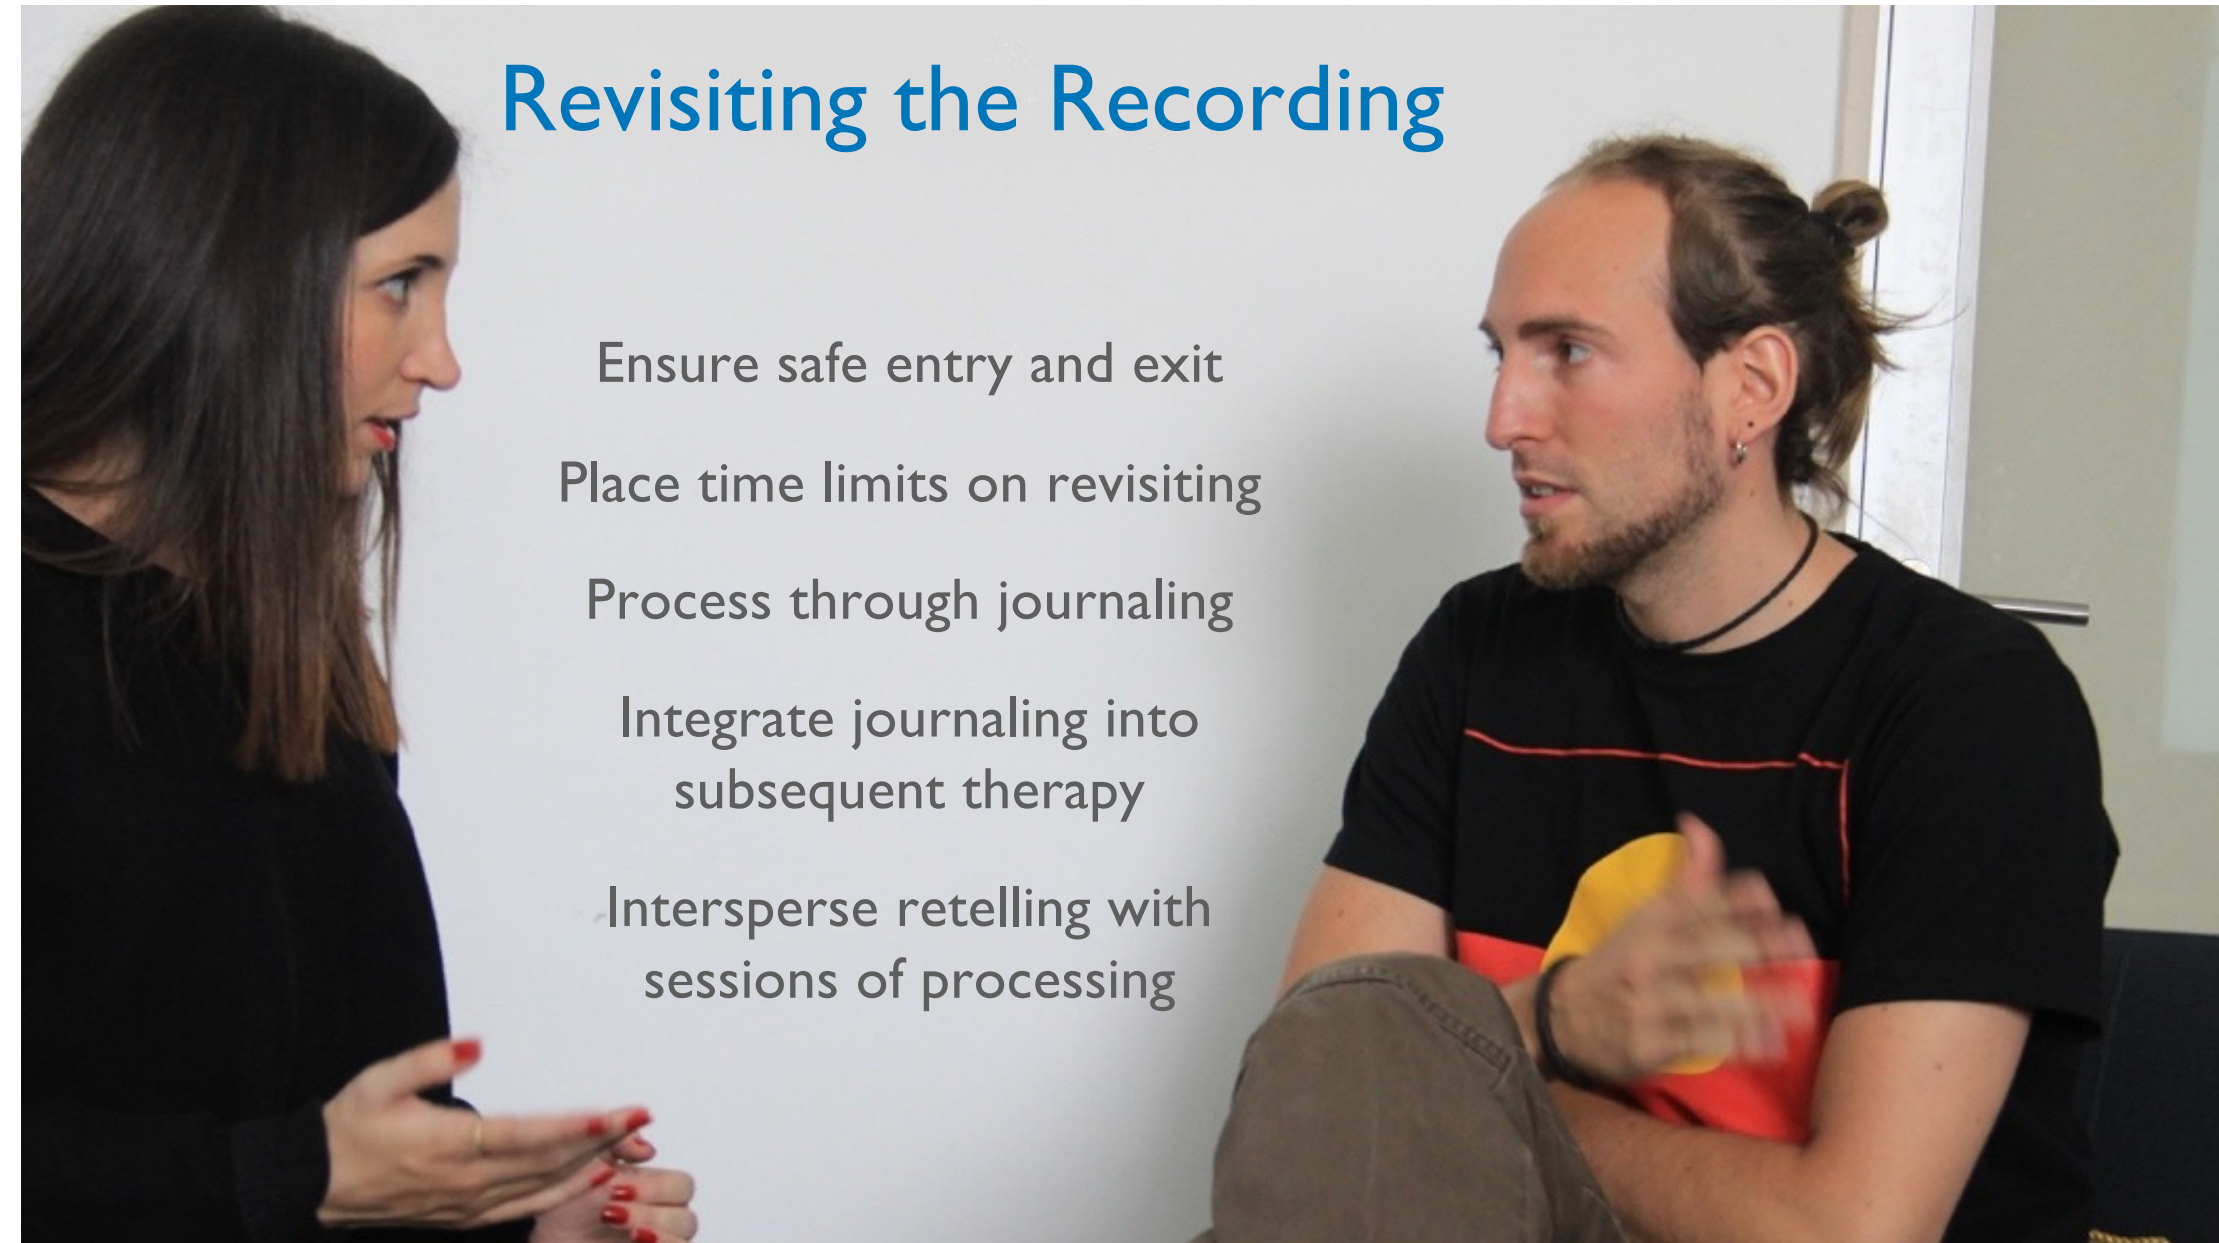 Revisiting the Recording
Ensure safe entry and exit
Place time limits on revisiting
Process through journaling
Integrate journaling into
subsequent therapy
Intersperse retelling with
sessions of processing